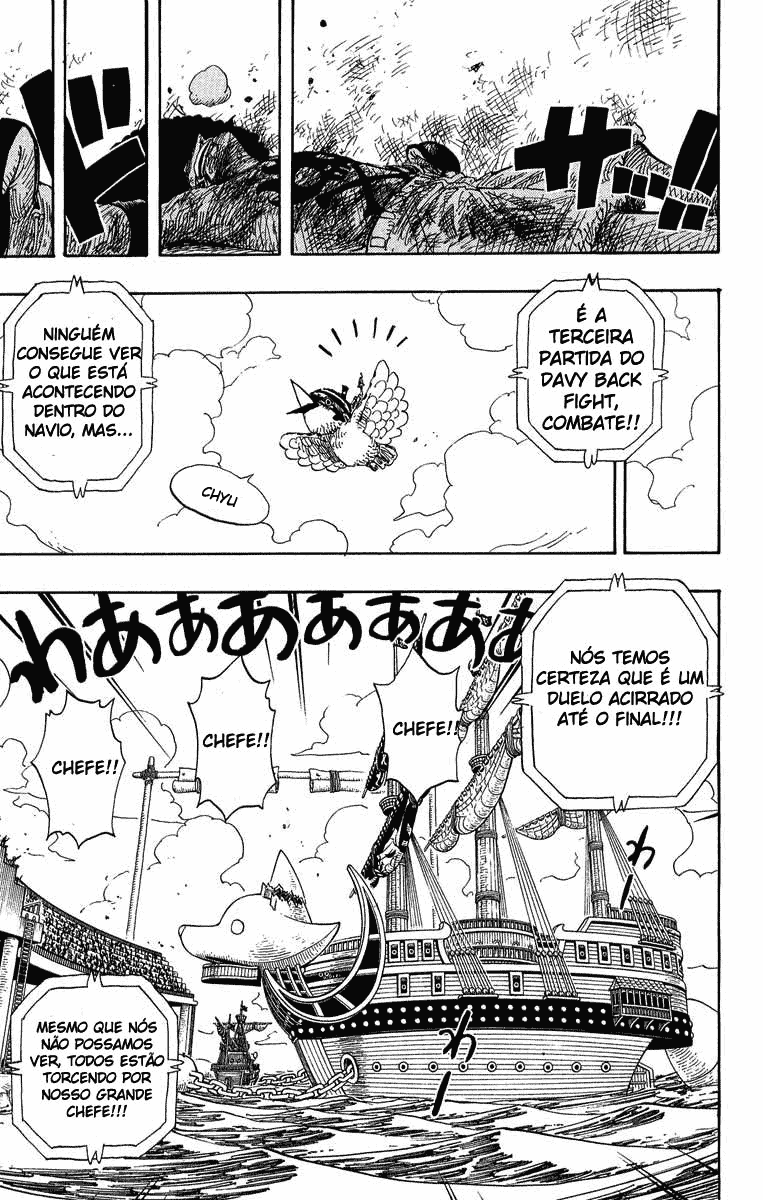 ザッ…!!
ド
É A
TERCEIRA
PARTIDA DO
DAVY BACK
FIGHT,
COMBATE!!
NINGUÉM
CONSEGUE VER
O QUE ESTÁ
ACONTECENDO
DENTRO DO
NAVIO, MAS...
CHYU
わあああああああ
NÓS TEMOS
CERTEZA QUE É UM
DUELO ACIRRADO
ATÉ O FINAL!!!
CHEFE!!
CHEFE!!
CHEFE!!
わー
わー
MESMO QUE NÓS
NÃO POSSAMOS
VER, TODOS ESTÃO
TORCENDO POR
NOSSO GRANDE
CHEFE!!!